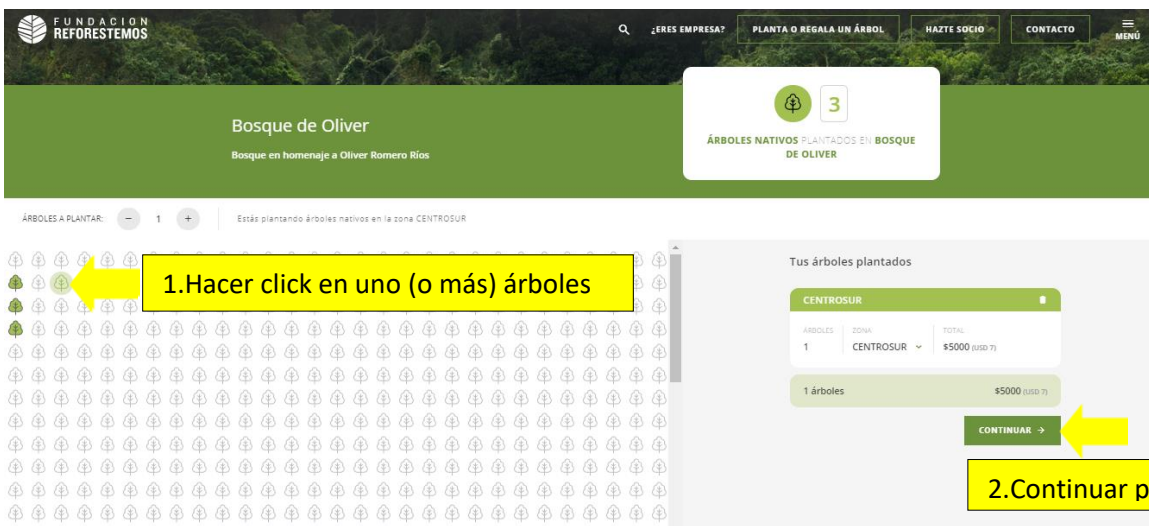 FUNDACION
REFORESTEMOS
¿ERES EMPRESA?
PLANTA O REGALA UN ÁRBOL
HAZTE SOCIO
CONTACTO
MENÚ
Bosque de Oliver
Bosque en homenaje a Oliver Romero Ríos
3
ÁRBOLES NATIVOS PLANTADOS EN BOSQUE
DE OLIVER
ÁRBOLES A PLANTAR: − 1 +
Estás plantando árboles nativos en la zona CENTROSUR
1.Hacer click en uno (o más) árboles
Tus árboles plantados
CENTROSUR
ÁRBOLES ZONA TOTAL
1 CENTROSUR $5000 (USD 7)
1 árboles $5000 (USD 7)
CONTINUAR →
2.Continuar p